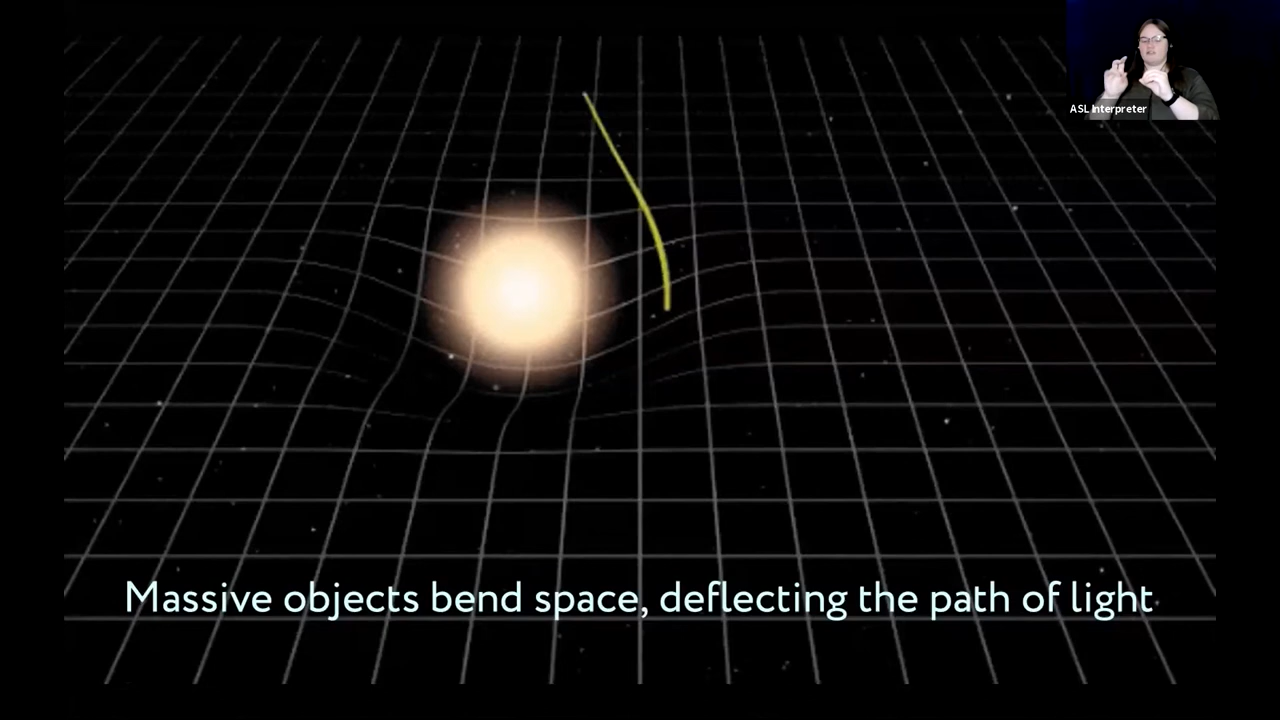 ASL Interpreter
Massive objects bend space, deflecting the path of light